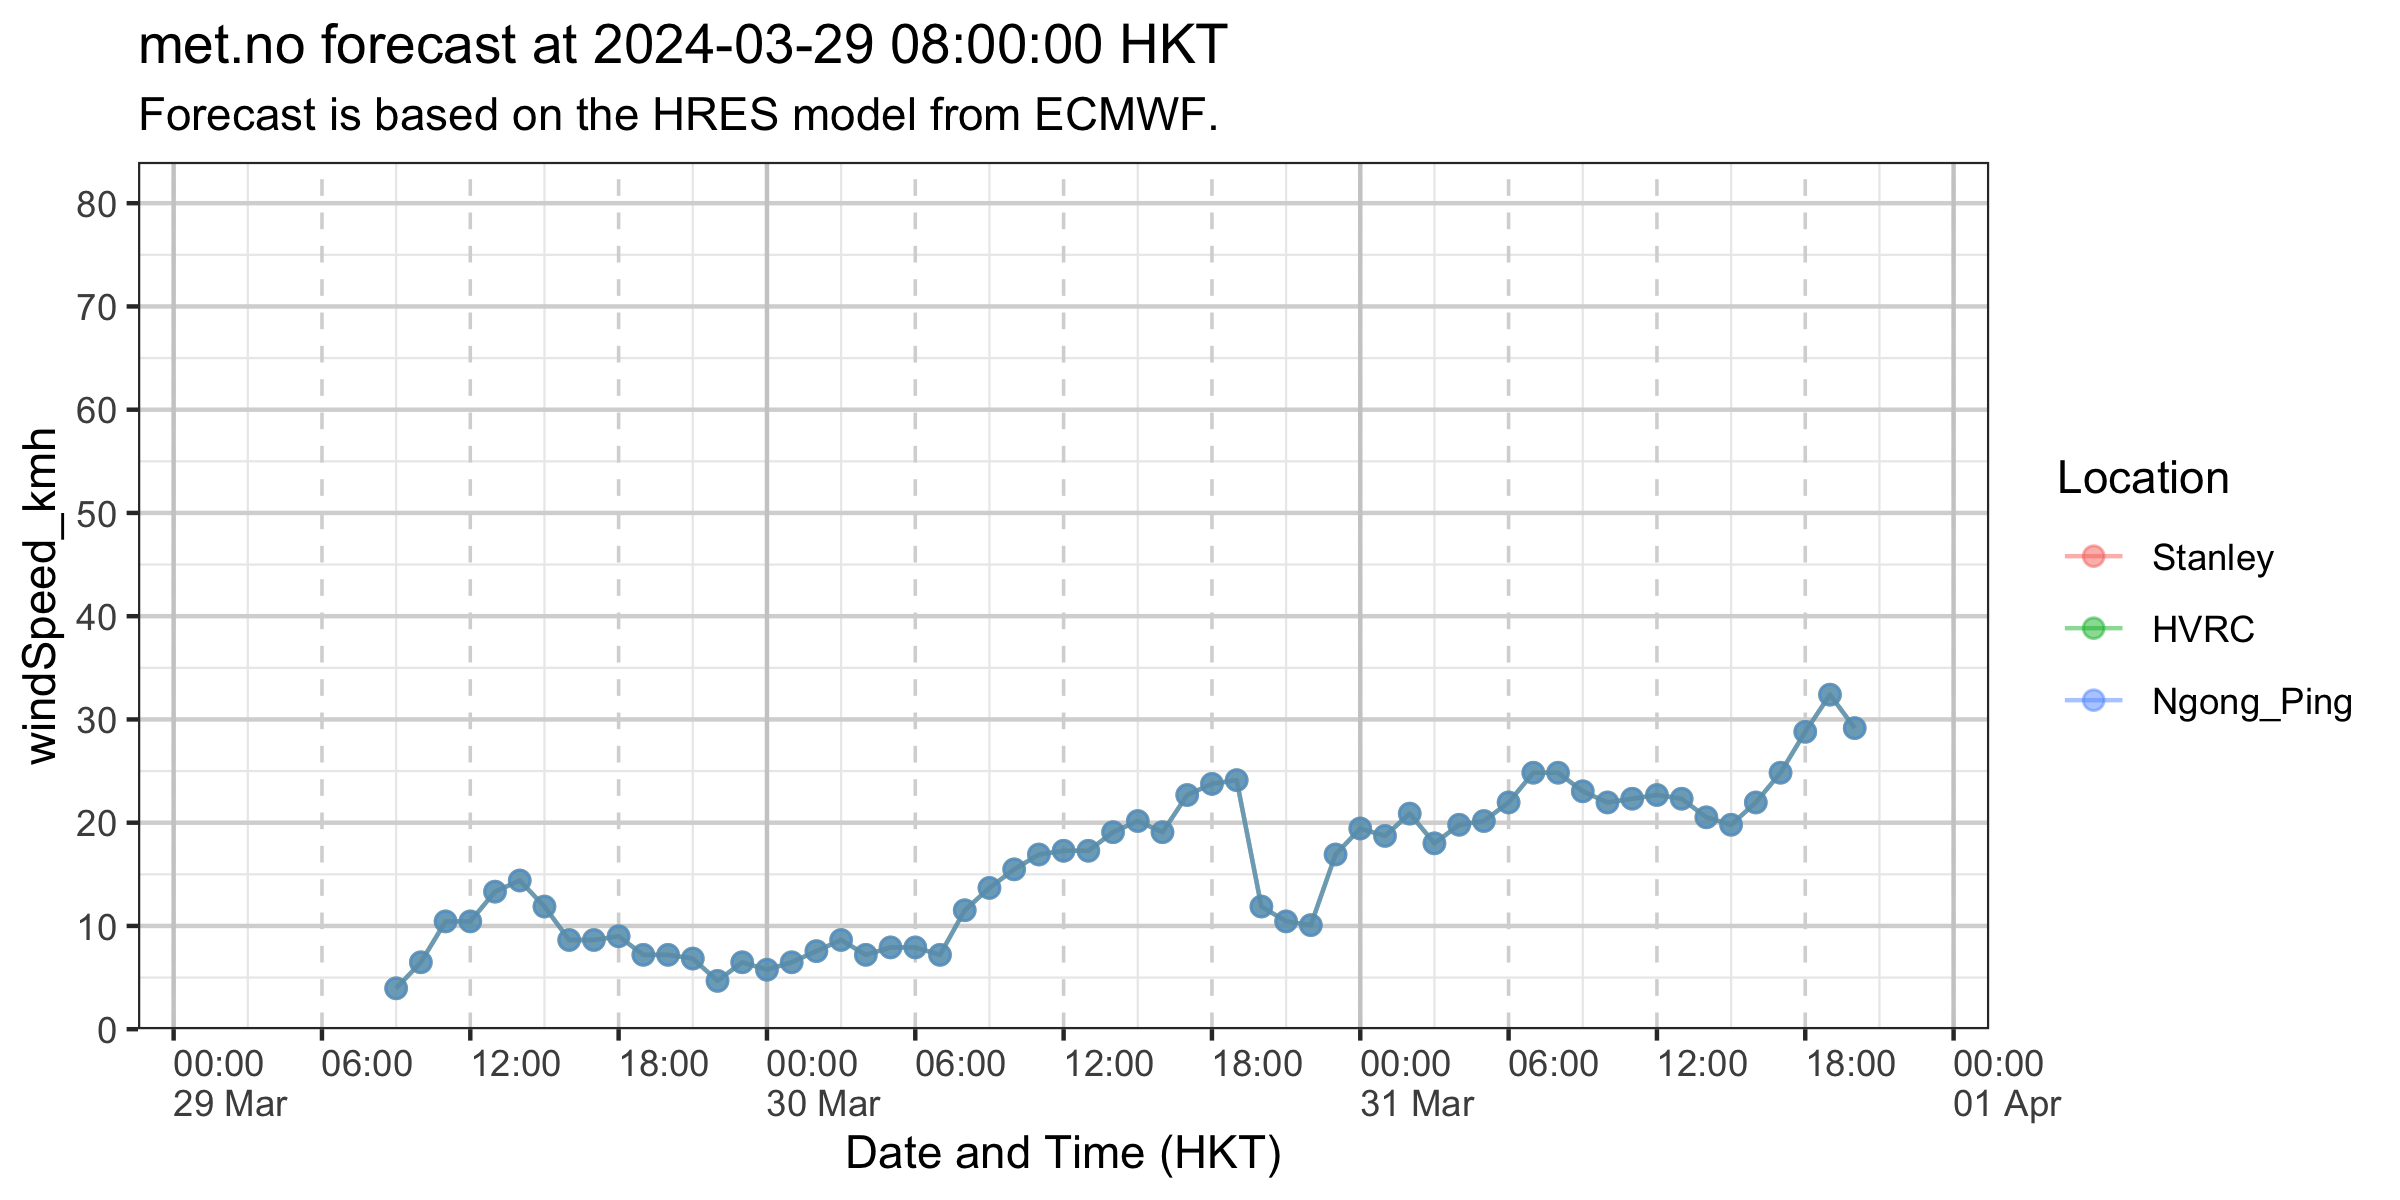 met.no forecast at 2024-03-29 08:00:00 HKT
Forecast is based on the HRES model from ECMWF.
windSpeed_kmh
80
70
60
50
40
30
20
10
0
00:00 06:00 12:00 18:00 00:00 06:00 12:00 18:00 00:00 06:00 12:00 18:00 00:00
29 Mar 30 Mar 31 Mar 01 Apr
Date and Time (HKT)
Location
Stanley
HVRC
Ngong_Ping